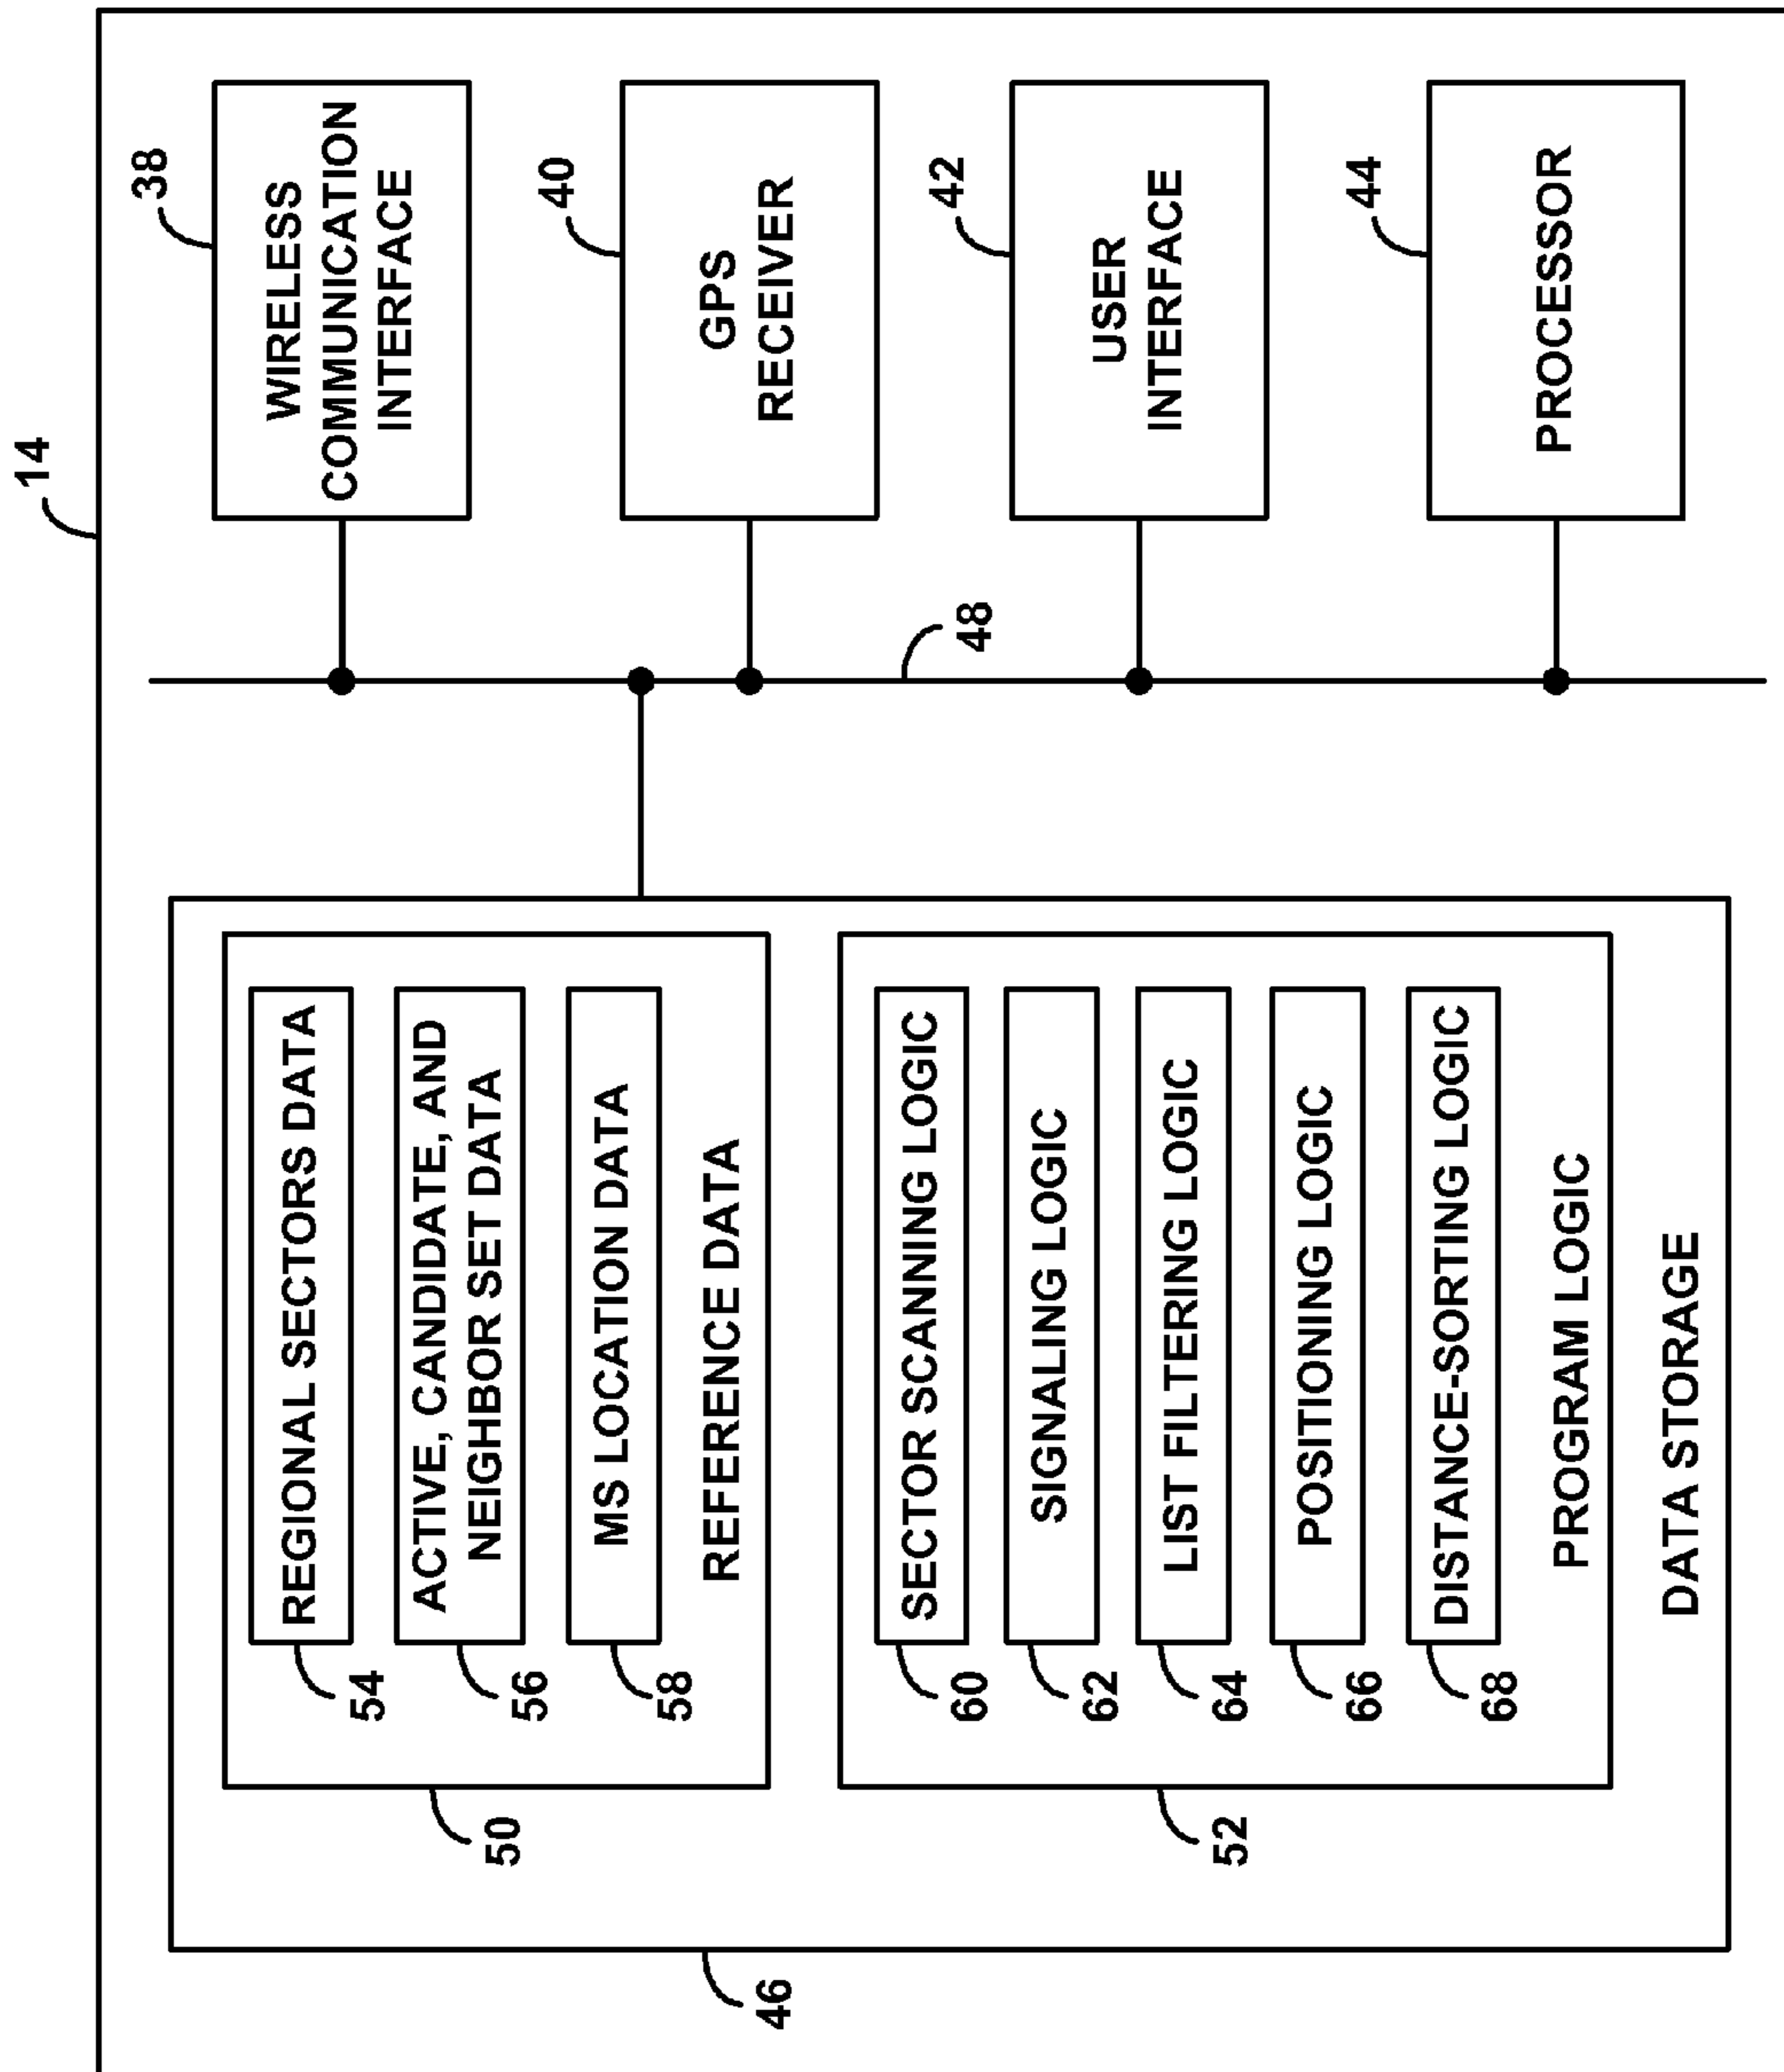 14
WIRELESS
COMMUNICATION
INTERFACE
38
GPS
RECEIVER
40
USER
INTERFACE
42
PROCESSOR
44
48
46
50
54
REGIONAL SECTORS DATA
56
ACTIVE, CANDIDATE, AND
NEIGHBOR SET DATA
58
MS LOCATION DATA
REFERENCE DATA
52
60
SECTOR SCANNING LOGIC
62
SIGNALING LOGIC
64
LIST FILTERING LOGIC
66
POSITIONING LOGIC
68
DISTANCE-SORTING LOGIC
PROGRAM LOGIC
DATA STORAGE